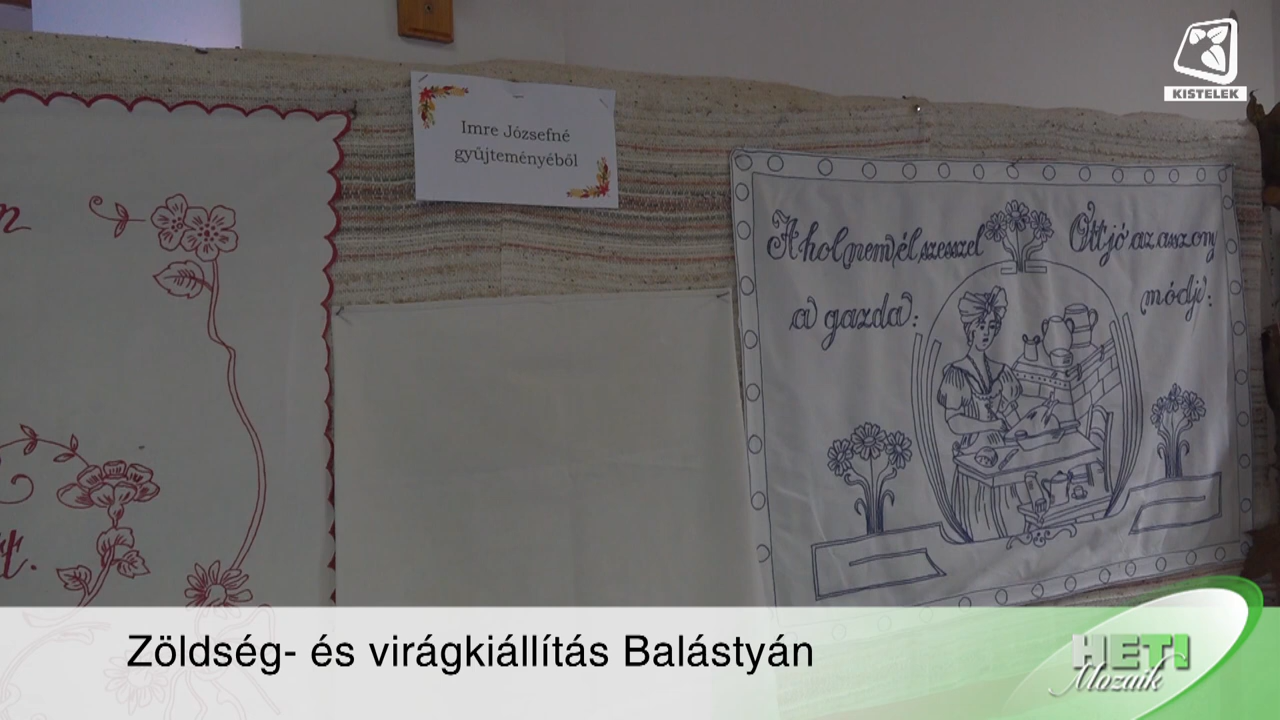 KISTELEK
Imre Józsefné
gyűjteményéből
A hol nem él szesszel
a gazda:
Ott jó az asszony
módja:
Zöldség- és virágkiállítás Balástyán
HETI
Mozaik